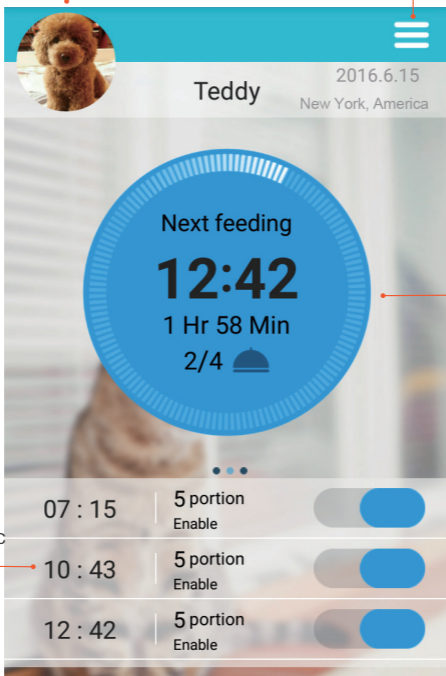 Teddy
2016.6.15
New York, America
Next feeding
12:42
1 Hr 58 Min
2/4
07 : 15
5 portion
Enable
c
10 : 43
5 portion
Enable
12 : 42
5 portion
Enable